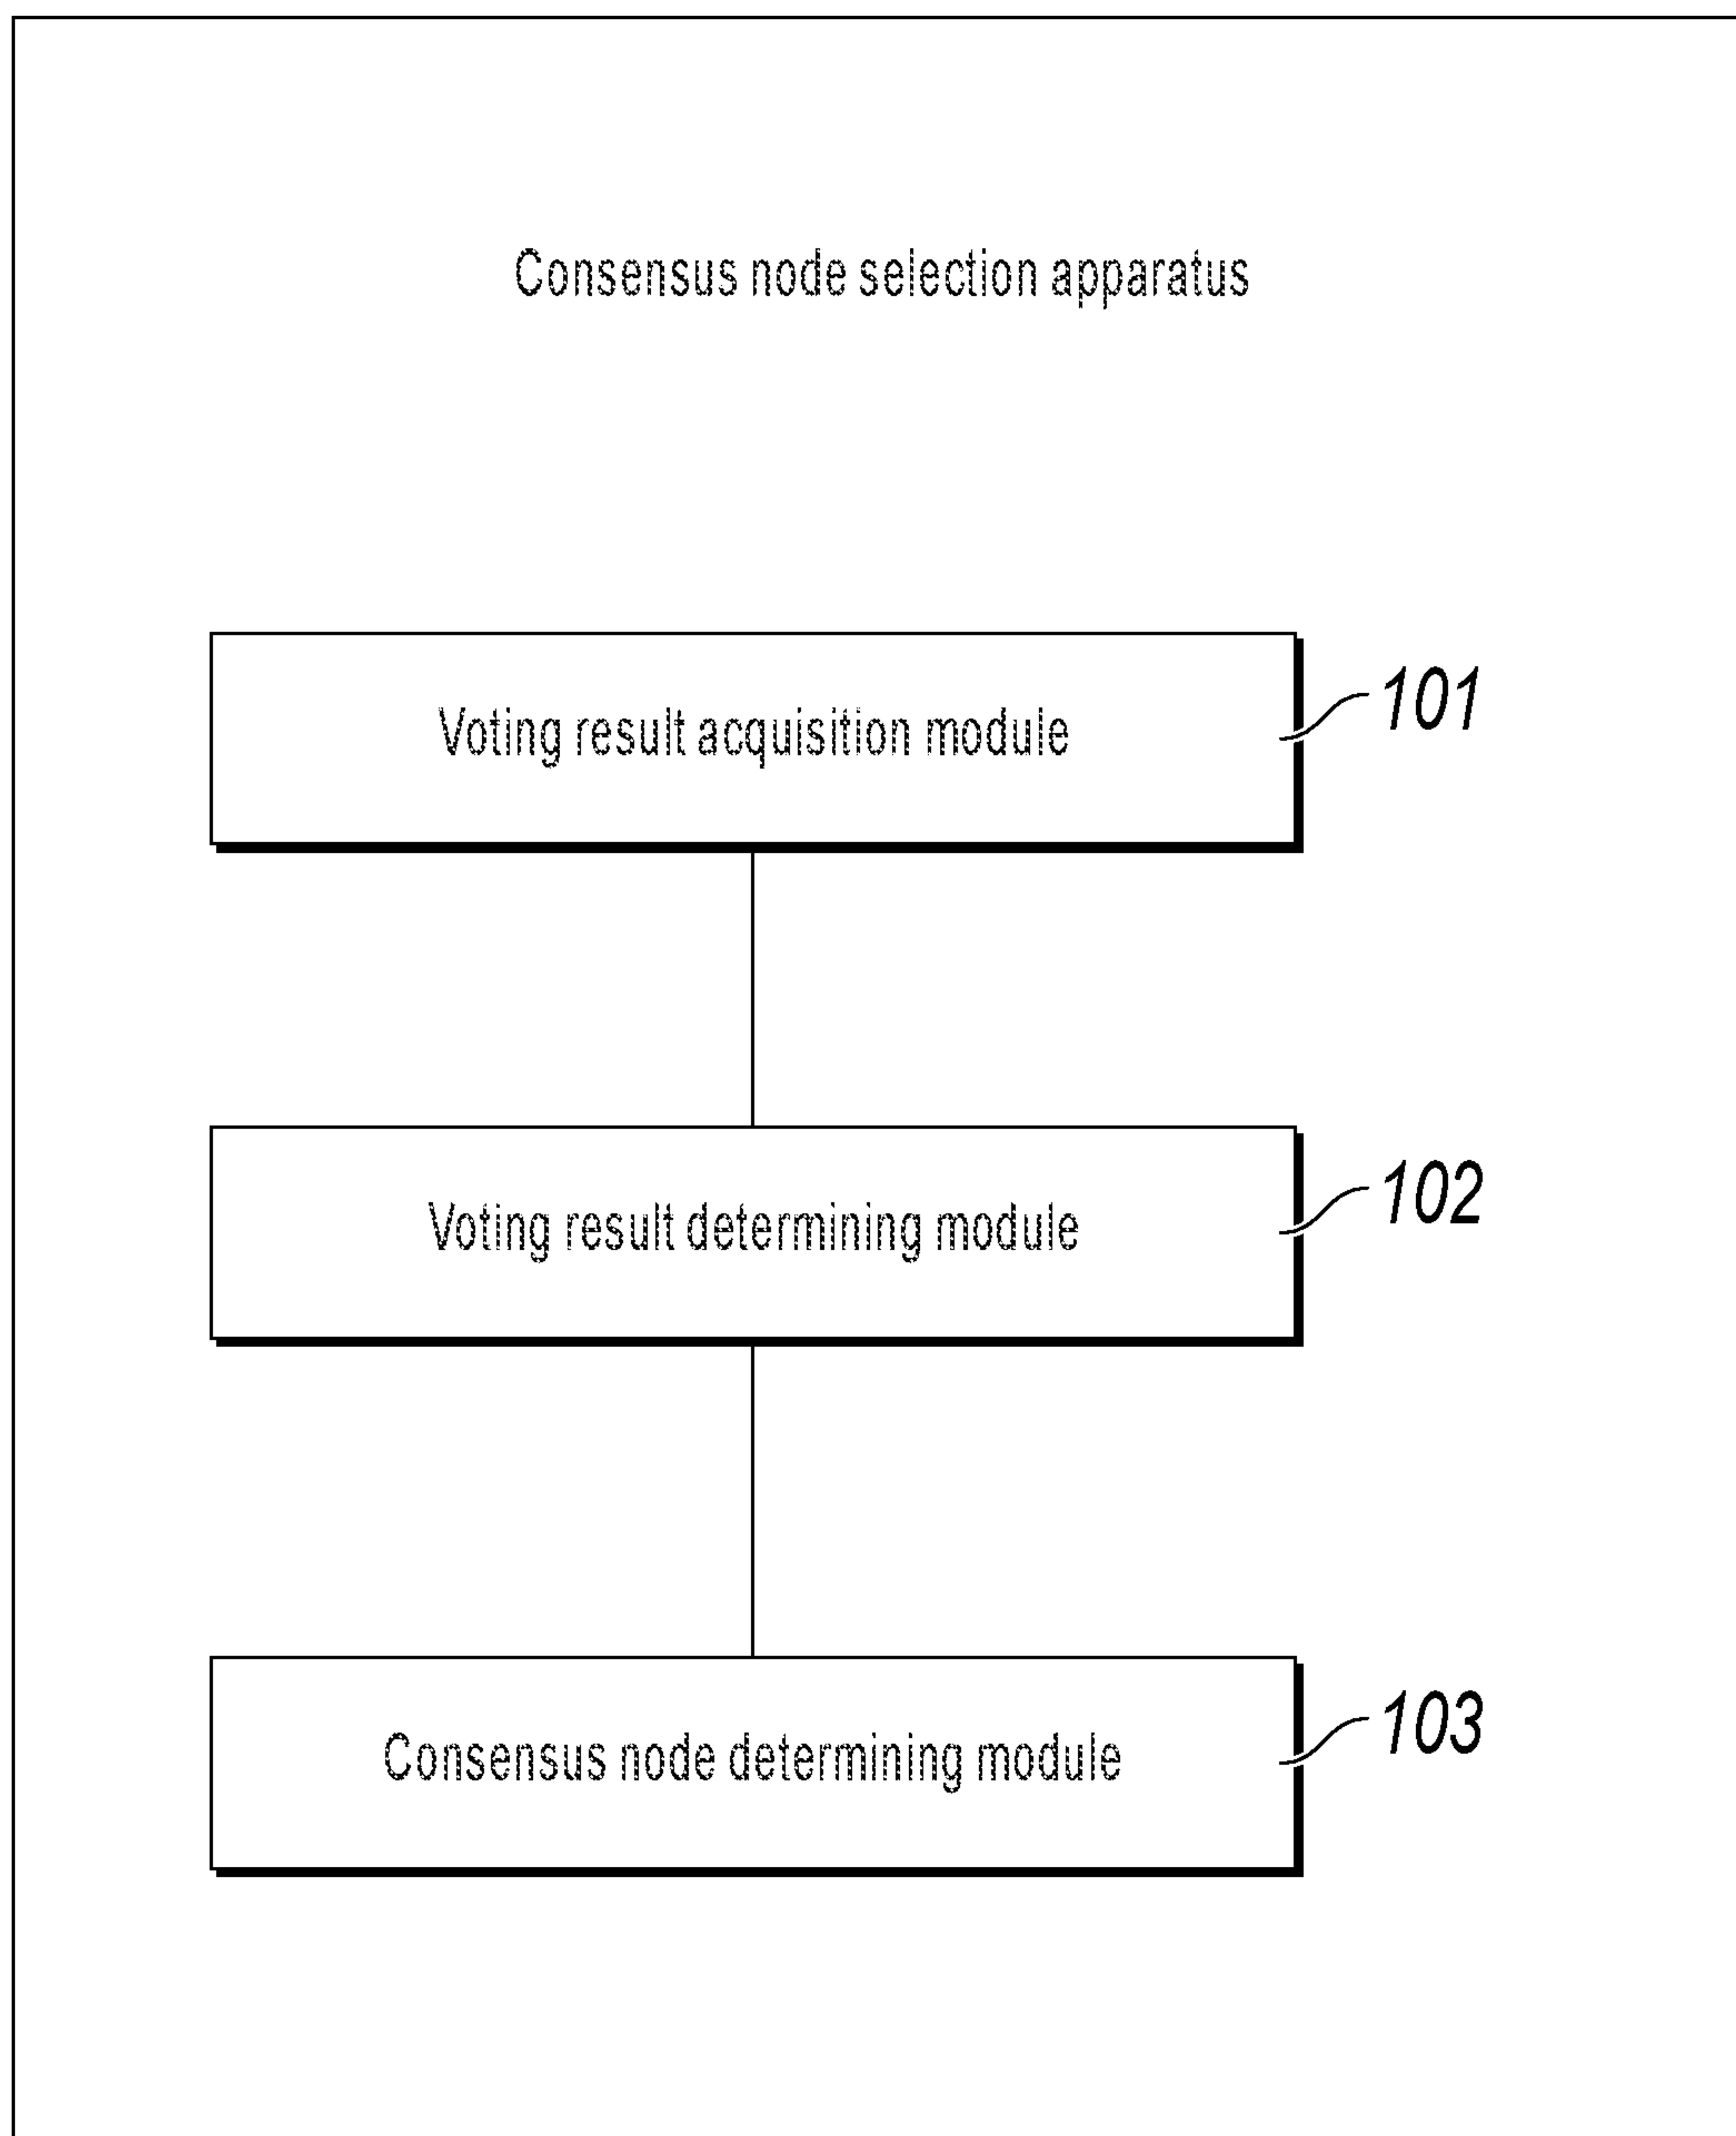 Consensus node selection apparatus
Voting result acquisition module
101
Voting result determining module
102
Consensus node determining module
103